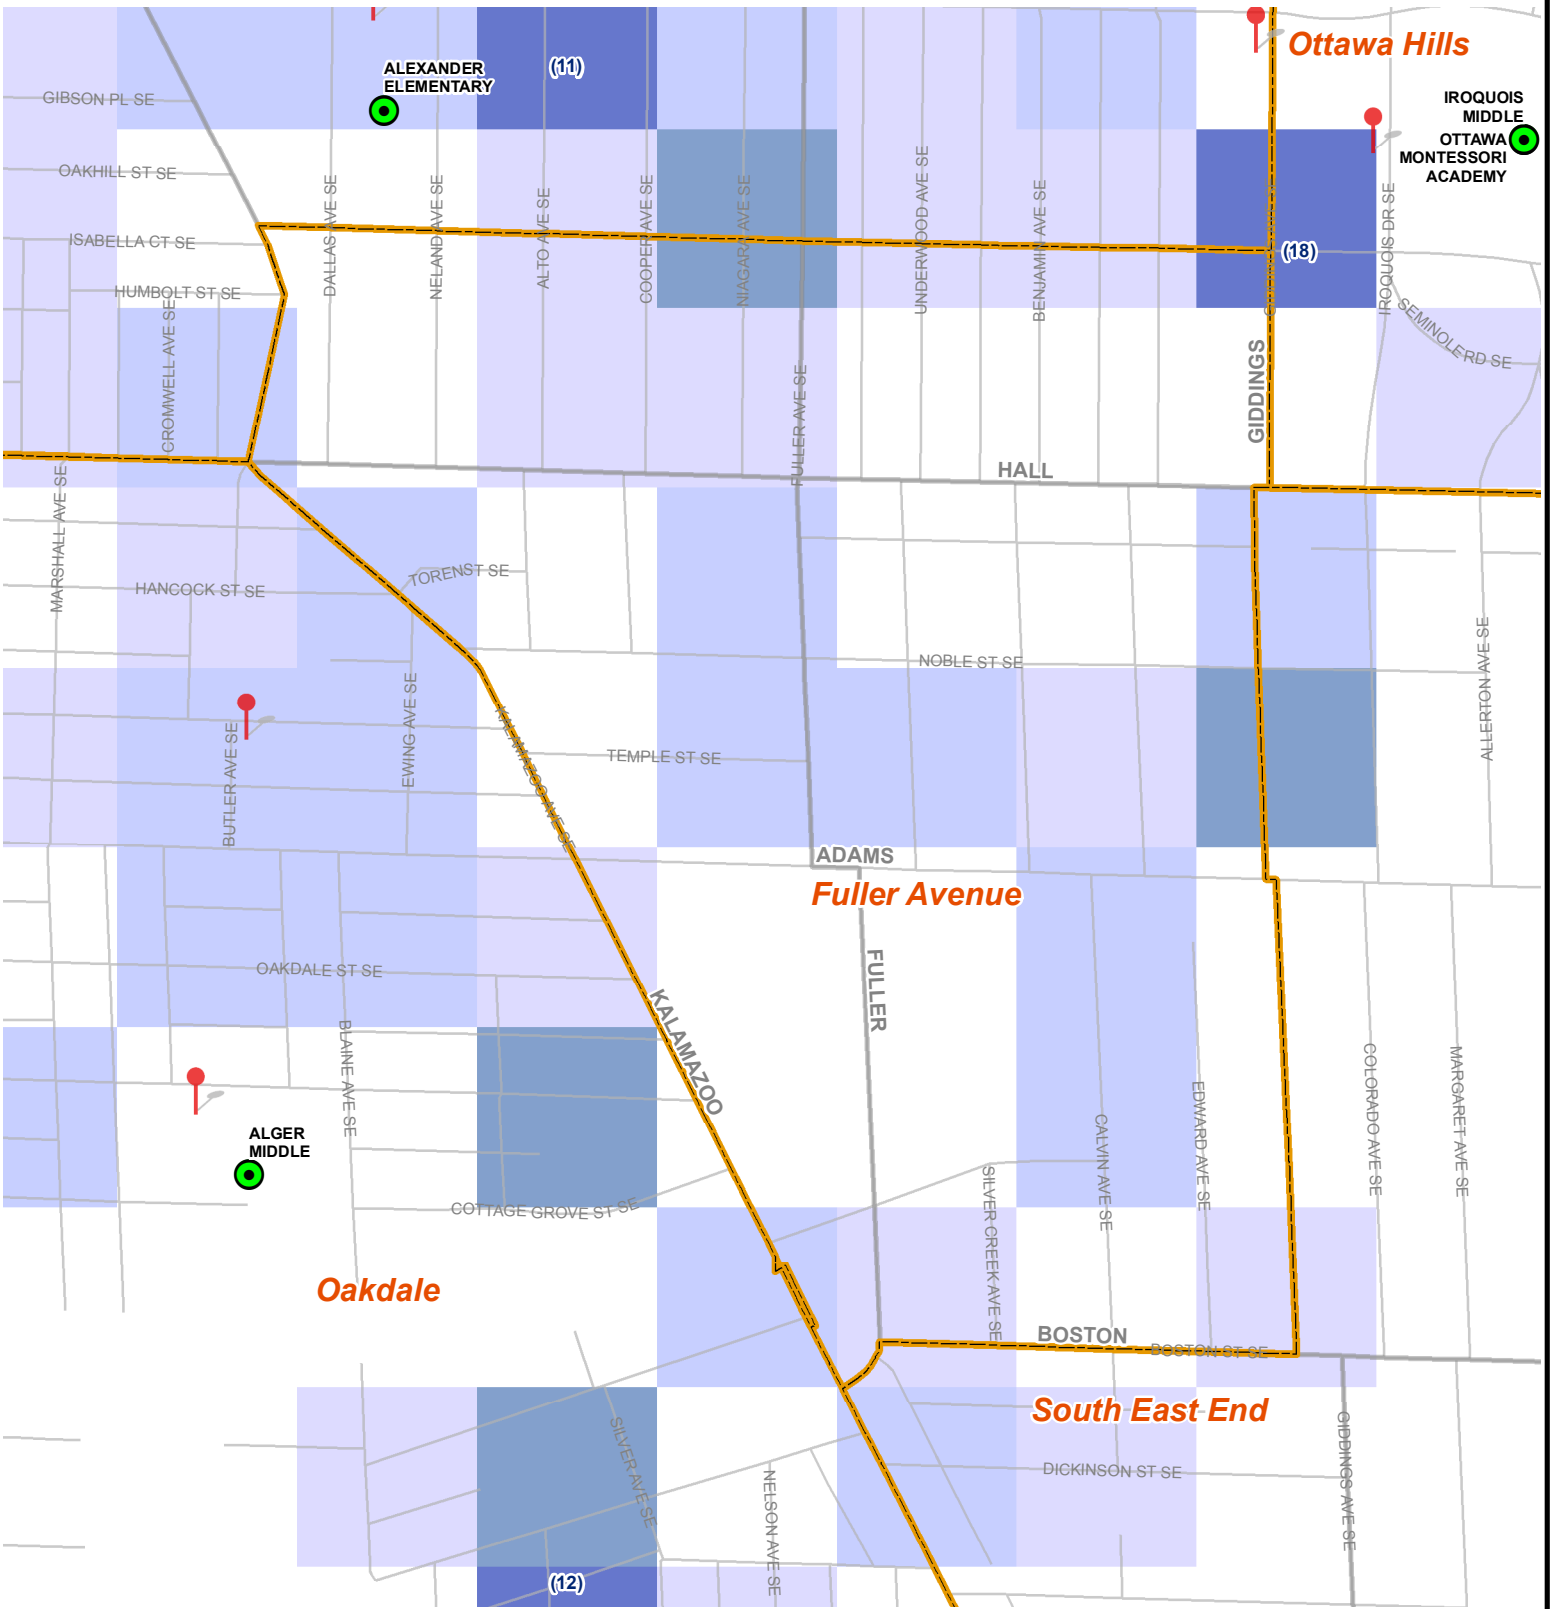 Ottawa Hills
(11)
ALEXANDER
ELEMENTARY
GIBSON PL SE
IROQUOIS
MIDDLE
OTTAWA
MONTESSORI
ACADEMY
OAKHILL ST SE
ISABELLA CT SE
HUMBOLT ST SE
DALLAS AVE SE
NELAND AVE SE
ALTO AVE SE
COOPER AVE SE
NIAGARA AVE SE
UNDERWOOD AVE SE
BENJAMIN AVE SE
(18)
IROQUOIS DR SE
SEMINOLE RD SE
CROMWELL AVE SE
FULLER AVE SE
GIDDINGS
HALL
MARSHALL AVE SE
HANCOCK ST SE
TOREN ST SE
NOBLE ST SE
ALLERTON AVE SE
EWING AVE SE
KALAMAZOO AVE SE
TEMPLE ST SE
BUTLER AVE SE
ADAMS
Fuller Avenue
FULLER
OAKDALE ST SE
KALAMAZOO
BLAINE AVE SE
COLORADO AVE SE
MARGARET AVE SE
EDWARD AVE SE
CALVIN AVE SE
ALGER
MIDDLE
SILVER CREEK AVE SE
COTTAGE GROVE ST SE
Oakdale
BOSTON
BOSTON ST SE
South East End
SILVER AVE SE
GIDDINGS AVE SE
DICKINSON ST SE
NELSON AVE SE
(12)